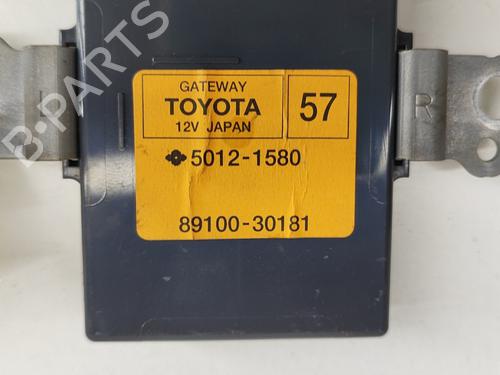 B-PARTS
GATEWAY
TOYOTA
12V JAPAN
57
5012-1580
89100-30181
R